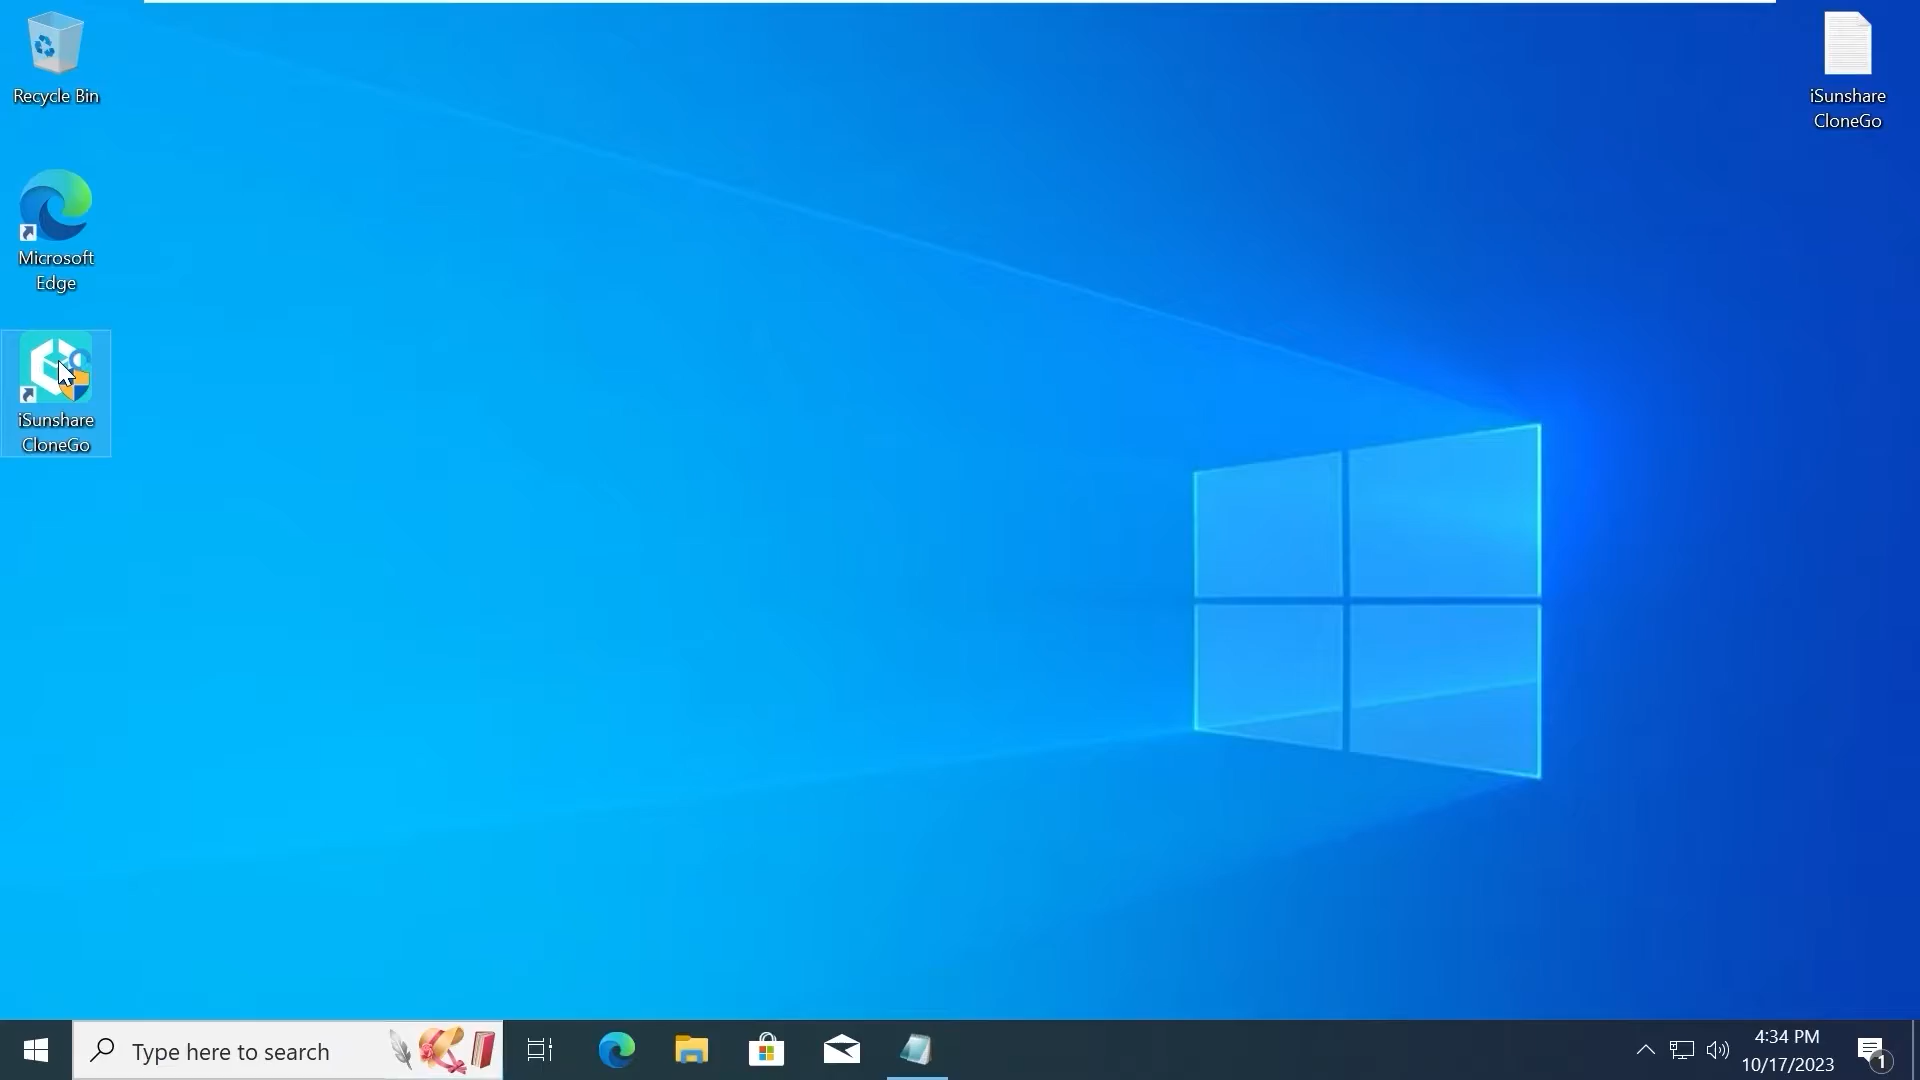 Recycle Bin
Microsoft
Edge
iSunshare
CloneGo
iSunshare
CloneGo
Type here to search
4:34 PM
10/17/2023
1